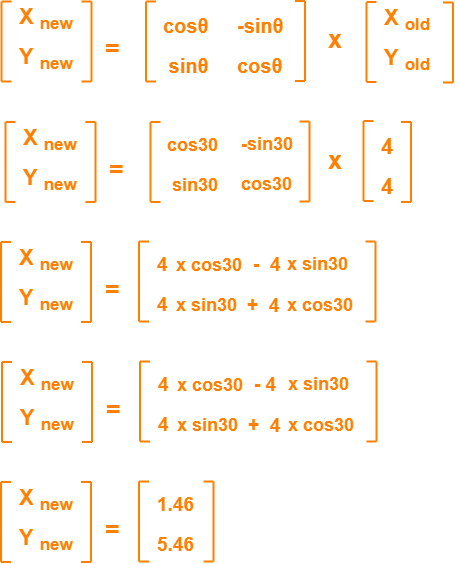 X new cosθ -sinθ X old
= x
Y new sinθ cosθ Y old
X new cos30 -sin30 4
= x
Y new sin30 cos30 4
X new 4 x cos30 - 4 x sin30
=
Y new 4 x sin30 + 4 x cos30
X new 4 x cos30 - 4 x sin30
=
Y new 4 x sin30 + 4 x cos30
X new 1.46
=
Y new 5.46